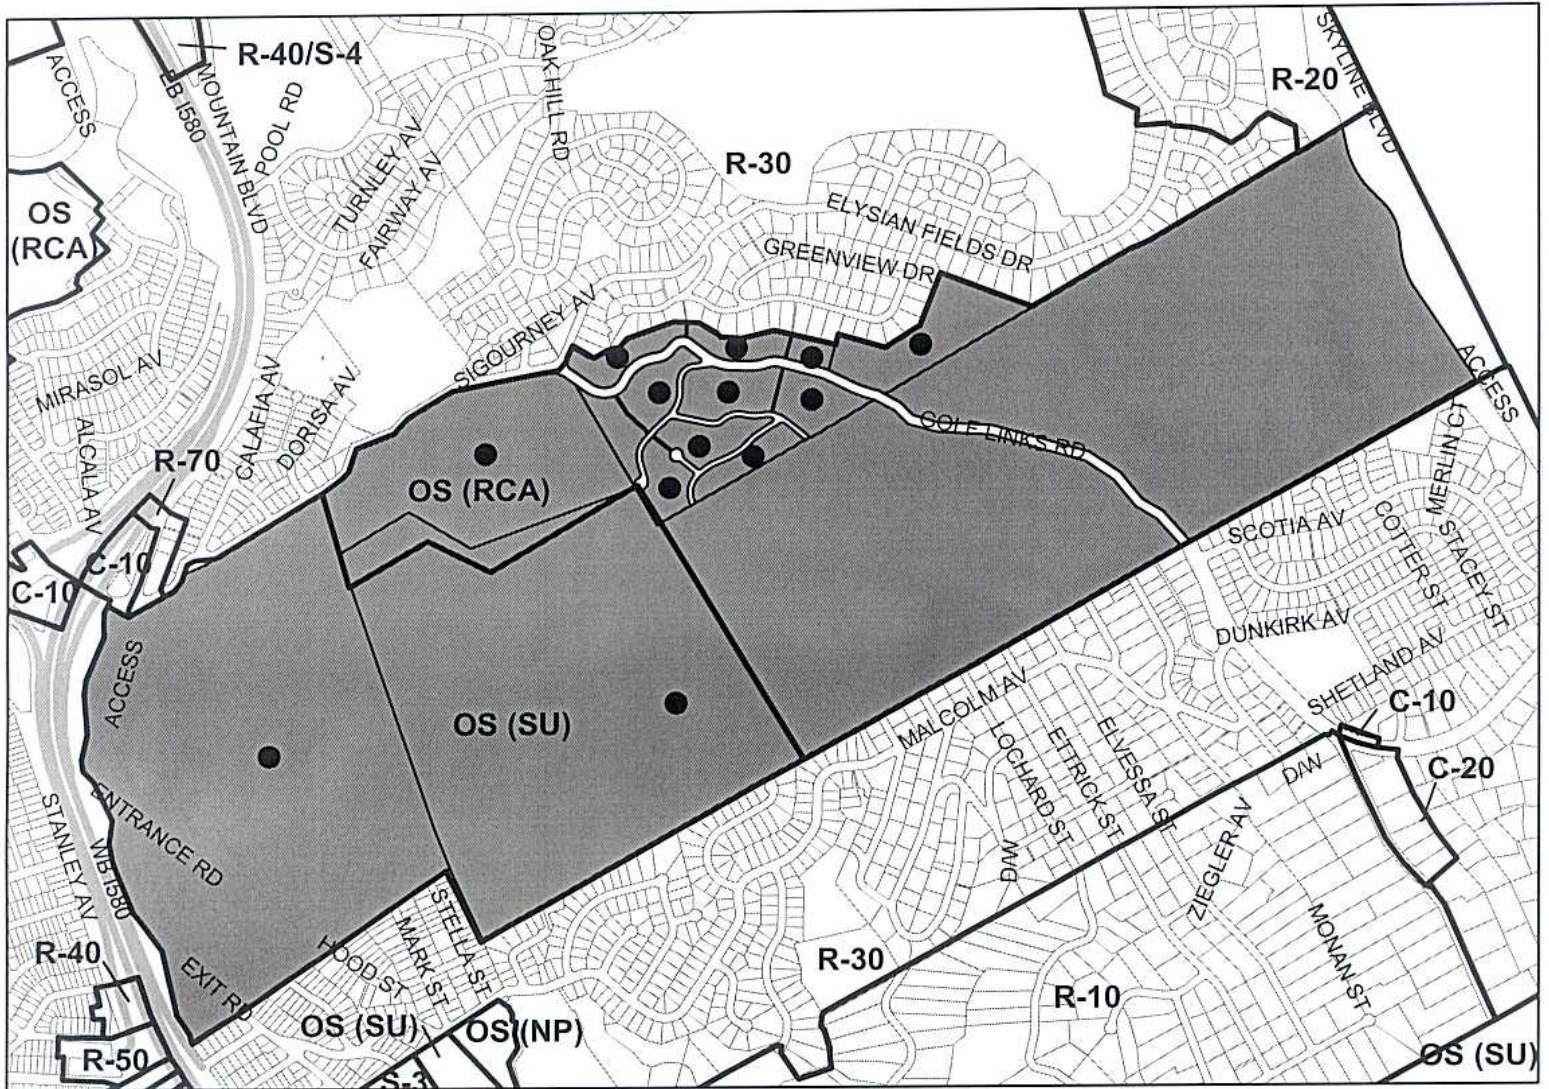 R-40/S-4
ACCESS
EB I580
MOUNTAIN BLVD
POOL RD
OAK HILL RD
SKYLINE BLVD
R-20
TURNLEY AV
FAIRWAY AV
R-30
OS
(RCA)
ELYSIAN FIELDS DR
GREENVIEW DR
SIGOURNEY AV
MIRASOL AV
CALAFIA AV
DORISA AV
ACCESS
ALCALA AV
R-70
GOLF LINKS RD
MERLIN CT
OS (RCA)
SCOTIA AV
COTTER ST
STACEY ST
C-10
C-10
DUNKIRK AV
SHETLAND AV
ACCESS
MALCOLM AV
C-10
OS (SU)
LOCHARD ST
ETTRICK ST
ELVESSA ST
D/W
C-20
ENTRANCE RD
STANLEY AV
WB I580
D/W
ZIEGLER AV
STELLA ST
MARK ST
HOOD ST
MONAN ST
R-40
EXIT RD
R-30
R-10
OS (SU)
OS (NP)
R-50
S-3
OS (SU)